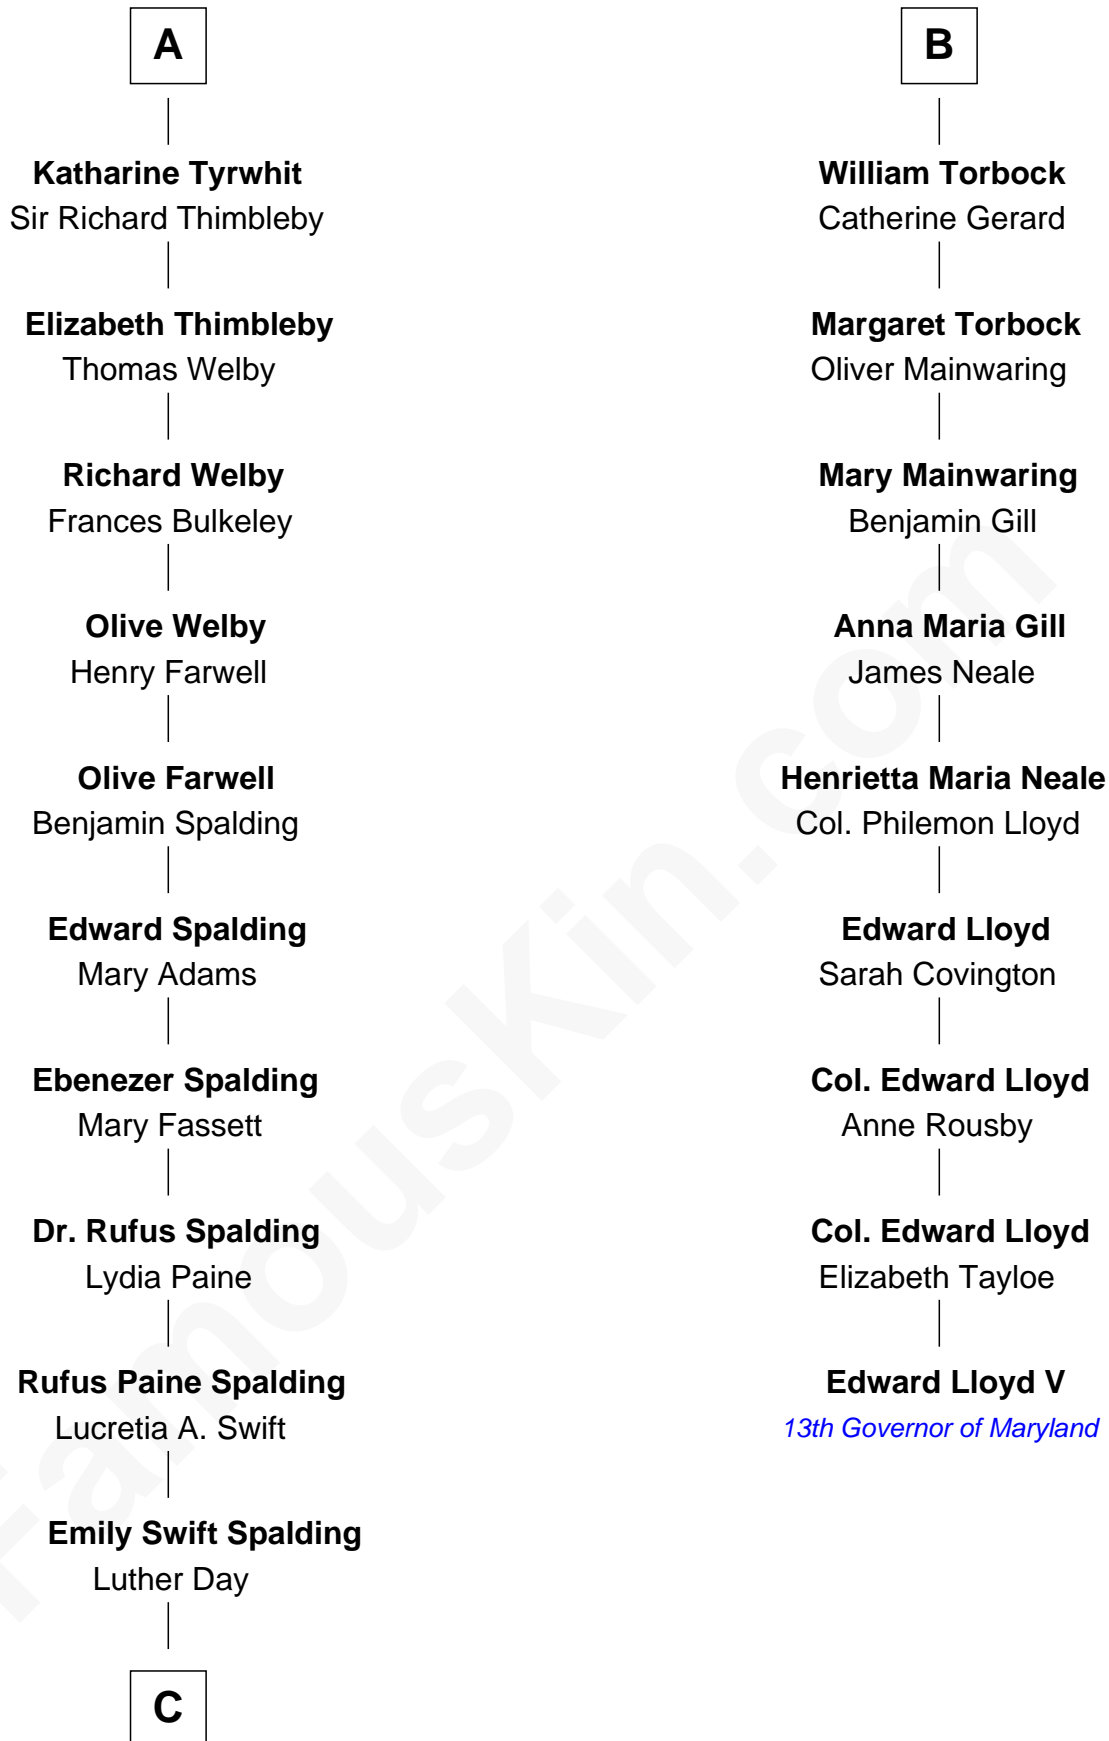 A
Katharine Tyrwhit
Sir Richard Thimbleby
Elizabeth Thimbleby
Thomas Welby
Richard Welby
Frances Bulkeley
Olive Welby
Henry Farwell
Olive Farwell
Benjamin Spalding
Edward Spalding
Mary Adams
Ebenezer Spalding
Mary Fassett
Dr. Rufus Spalding
Lydia Paine
Rufus Paine Spalding
Lucretia A. Swift
Emily Swift Spalding
Luther Day
C
B
William Torbock
Catherine Gerard
Margaret Torbock
Oliver Mainwaring
Mary Mainwaring
Benjamin Gill
Anna Maria Gill
James Neale
Henrietta Maria Neale
Col. Philemon Lloyd
Edward Lloyd
Sarah Covington
Col. Edward Lloyd
Anne Rousby
Col. Edward Lloyd
Elizabeth Tayloe
Edward Lloyd V
13th Governor of Maryland
FamousKin.com